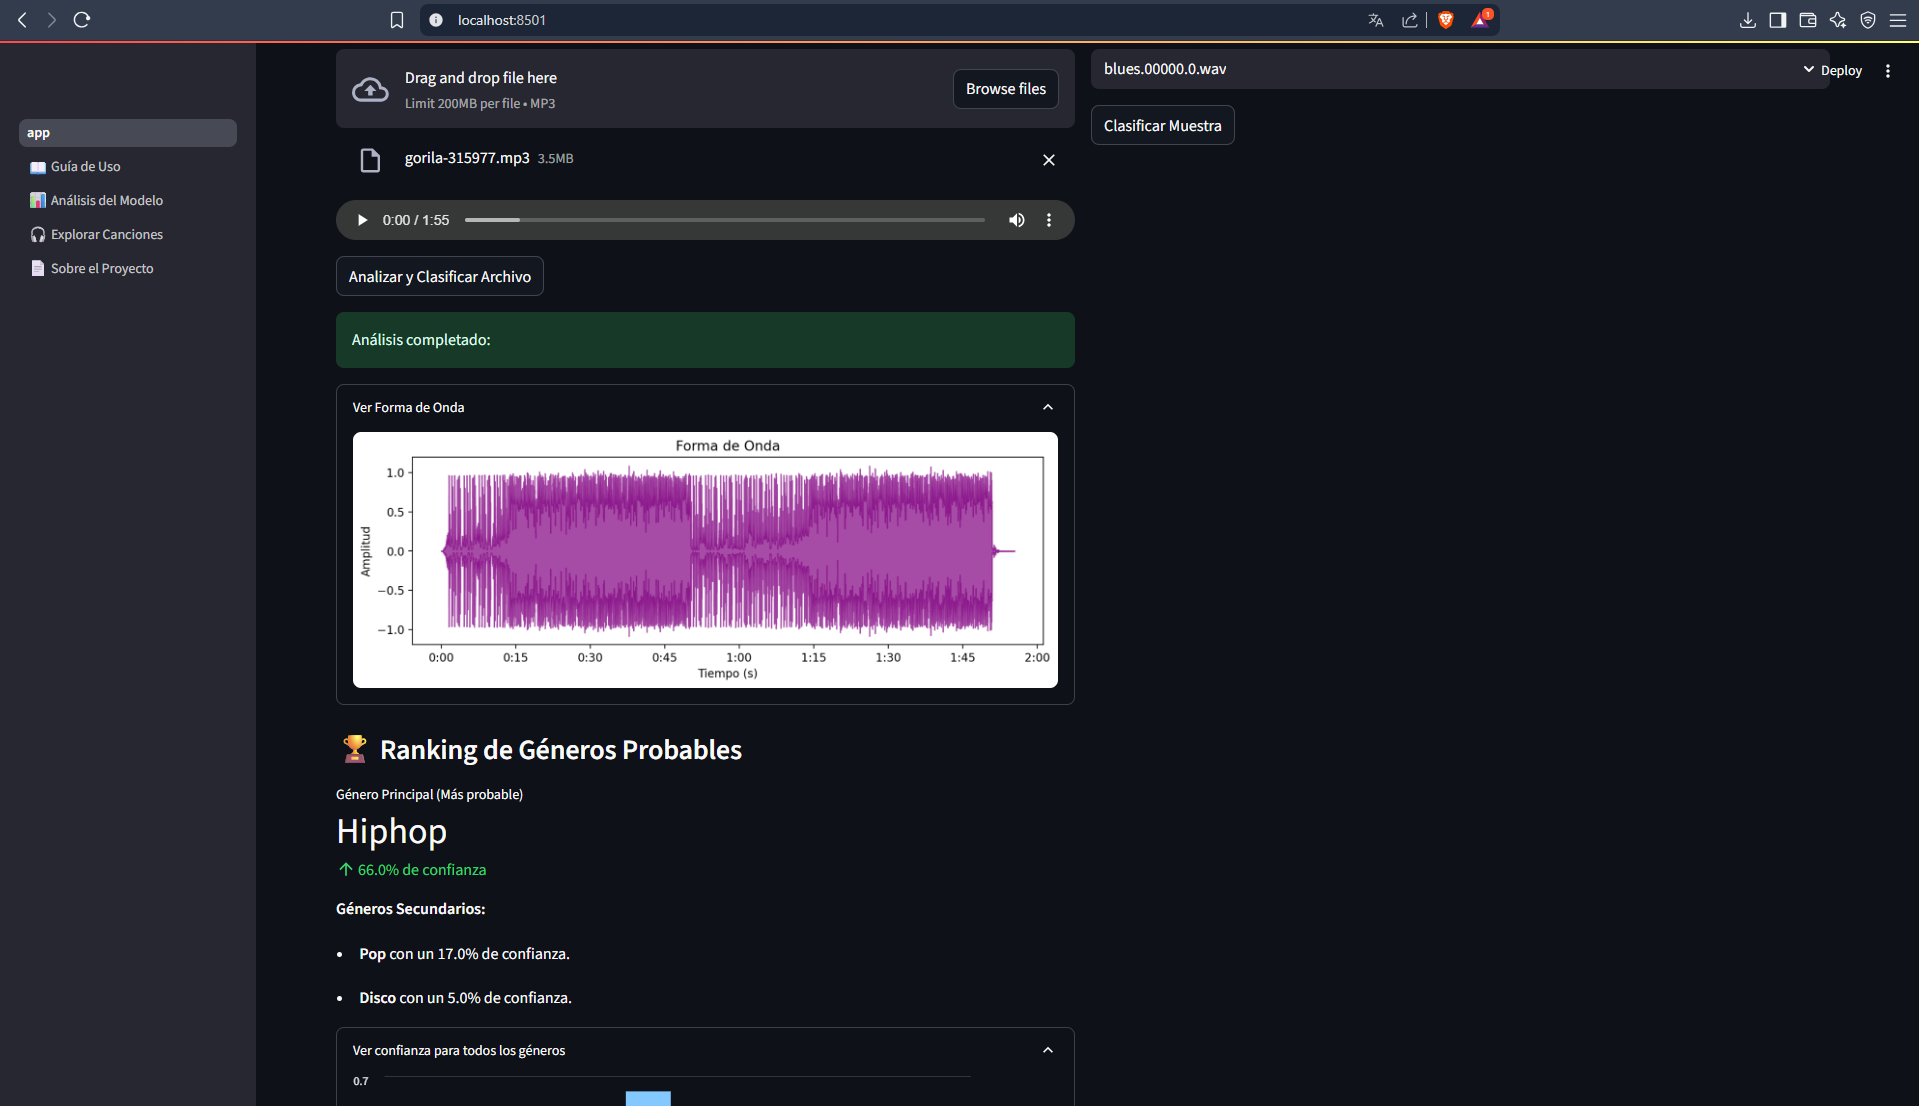 localhost:8501
1
app
Guía de Uso
Análisis del Modelo
Explorar Canciones
Sobre el Proyecto
Drag and drop file here
Limit 200MB per file • MP3
Browse files
gorila-315977.mp3 3.5MB
0:00 / 1:55
Analizar y Clasificar Archivo
Análisis completado:
Ver Forma de Onda
Forma de Onda
1.0
0.5
0.0
−0.5
−1.0
Amplitud
0:00 0:15 0:30 0:45 1:00 1:15 1:30 1:45 2:00
Tiempo (s)
Ranking de Géneros Probables
Género Principal (Más probable)
Hiphop
↑ 66.0% de confianza
Géneros Secundarios:
• Pop con un 17.0% de confianza.
• Disco con un 5.0% de confianza.
Ver confianza para todos los géneros
0.7
blues.00000.0.wav
Deploy
Clasificar Muestra